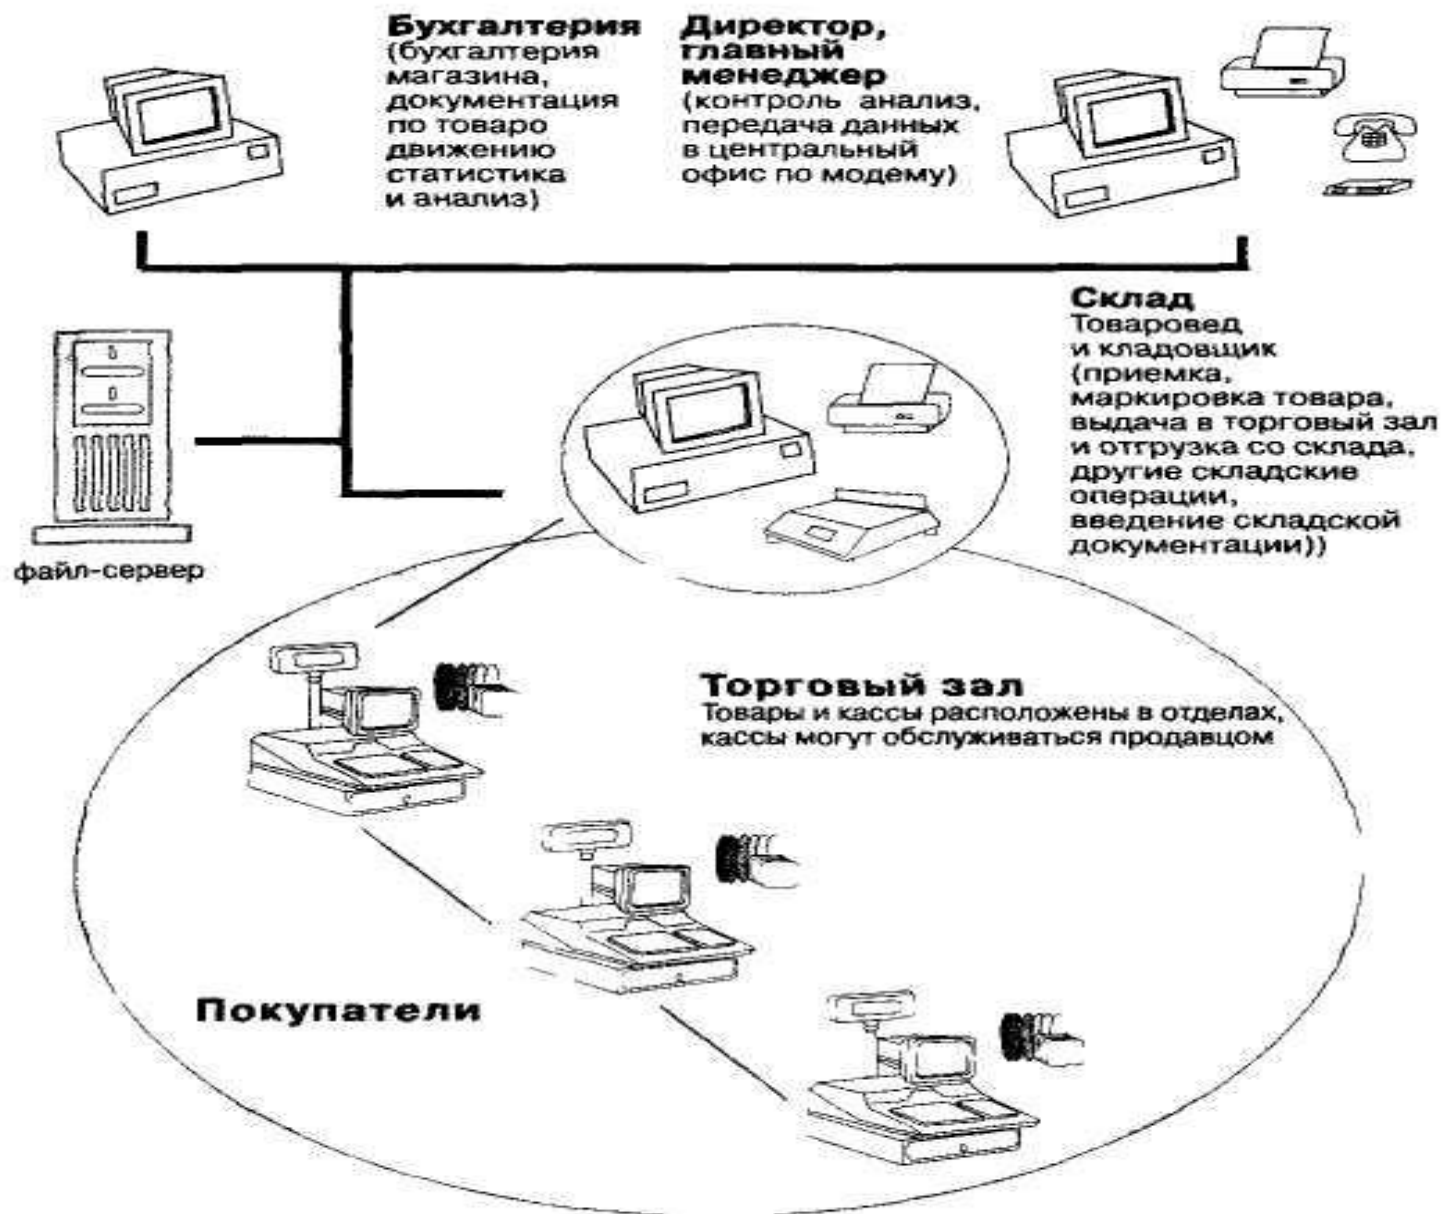 Бухгалтерия
(бухгалтерия
магазина,
документация
по товаро
движению
статистика
и анализ)
Директор,
главный
менеджер
(контроль анализ,
передача данных
в центральный
офис по модему)
Склад
Товаровед
и кладовщик
(приемка,
маркировка товара,
выдача в торговый зал
и отгрузка со склада,
другие складские
операции,
введение складской
документации))
файл-сервер
Торговый зал
Товары и кассы расположены в отделах,
кассы могут обслуживаться продавцом
Покупатели